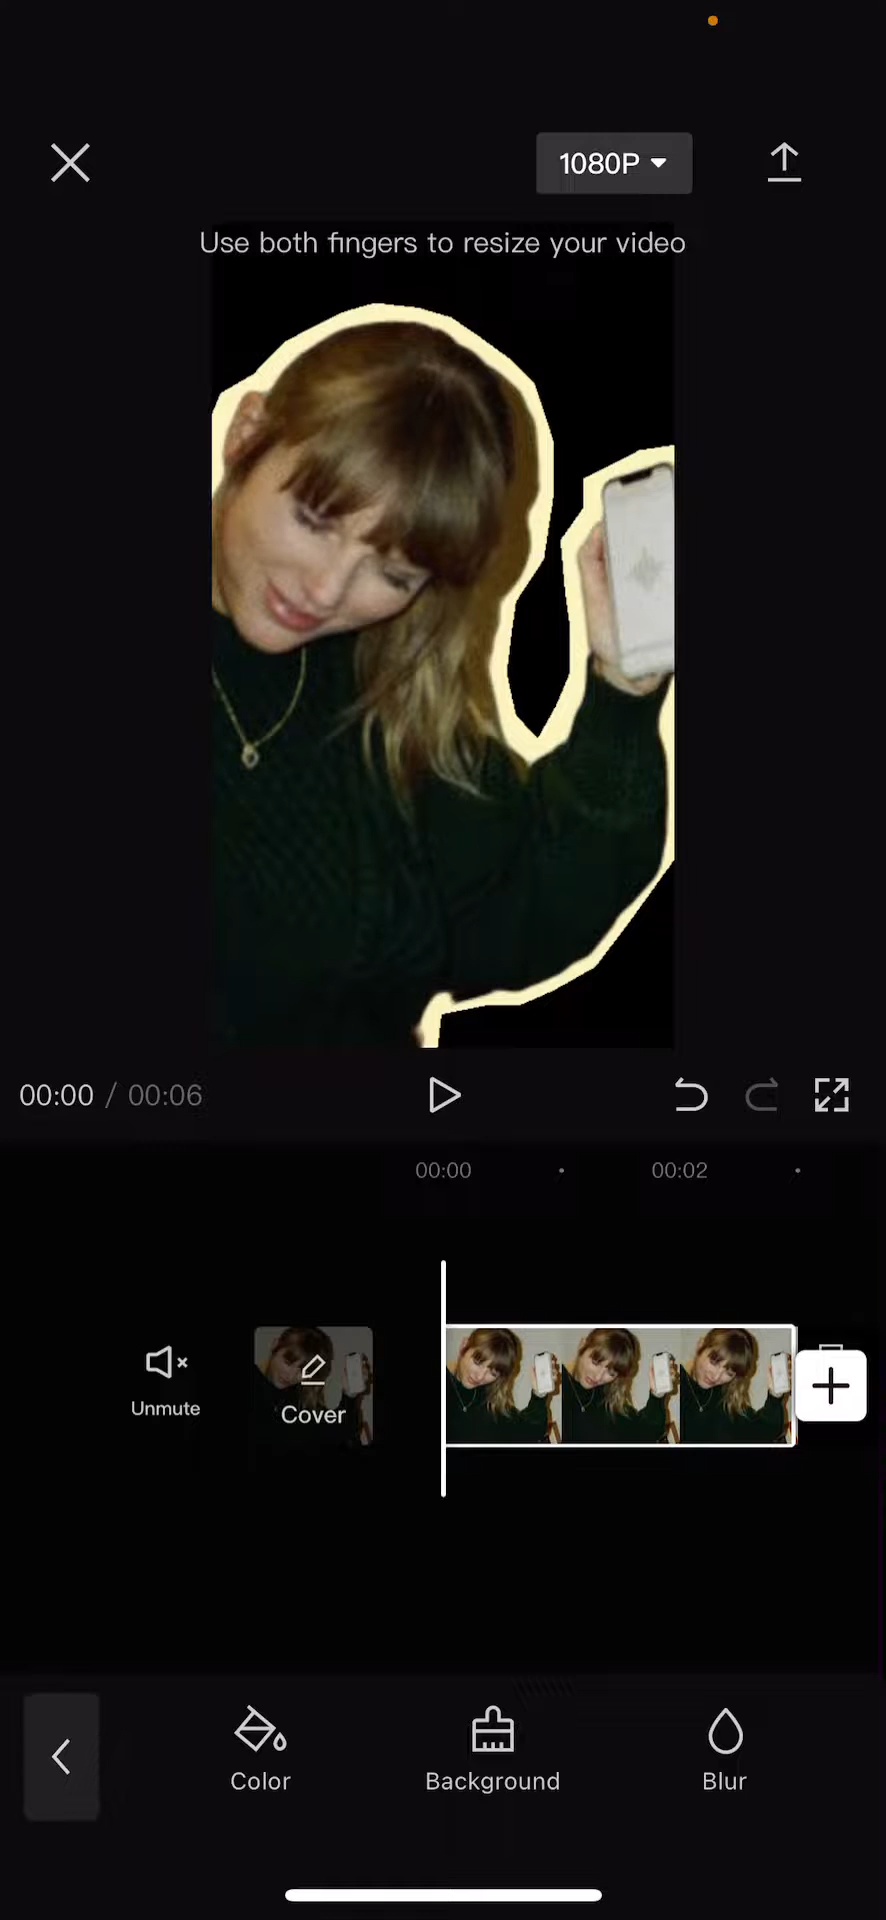 1080P
Use both fingers to resize your video
00:00 / 00:06
00:00 00:02
Unmute
Cover
Color Background Blur